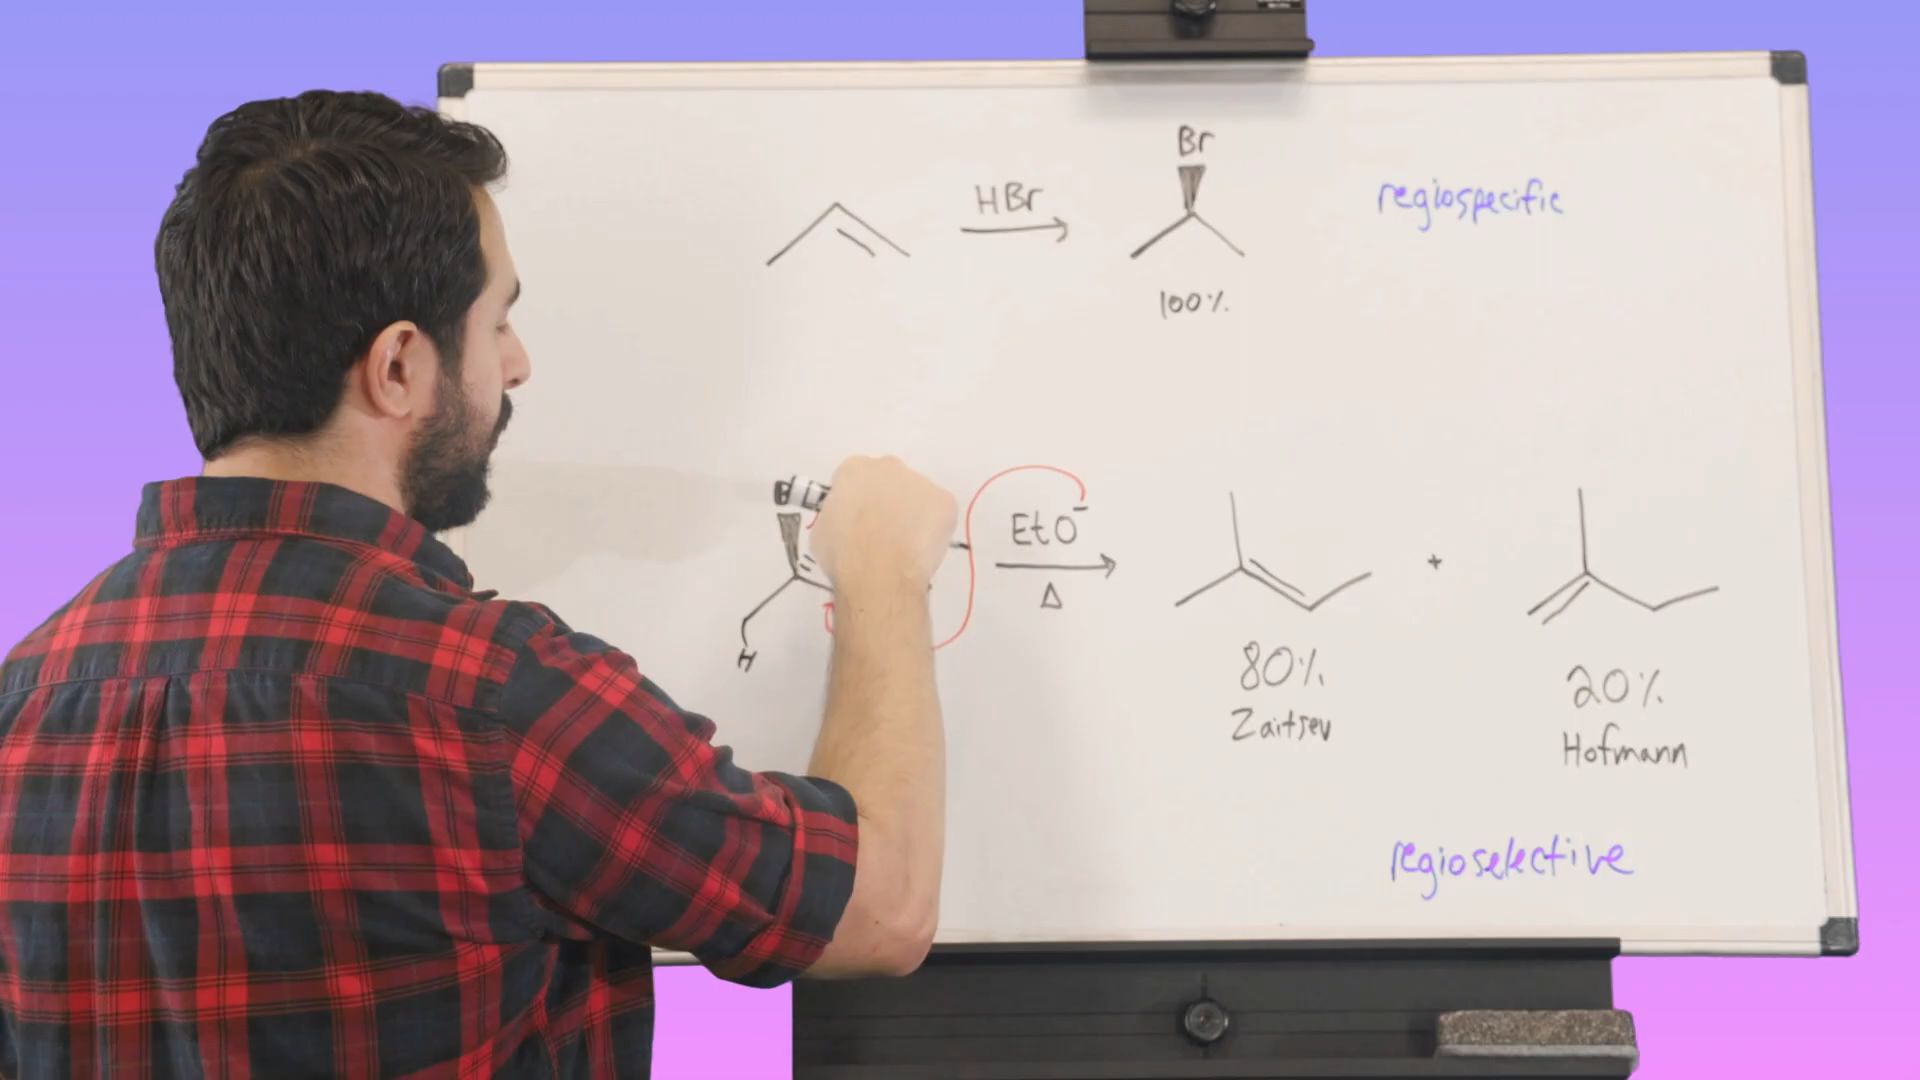 Br
HBr
regiospecific
100%
EtO⁻
Δ
+
H
80%
Zaitsev
20%
Hofmann
regioselective